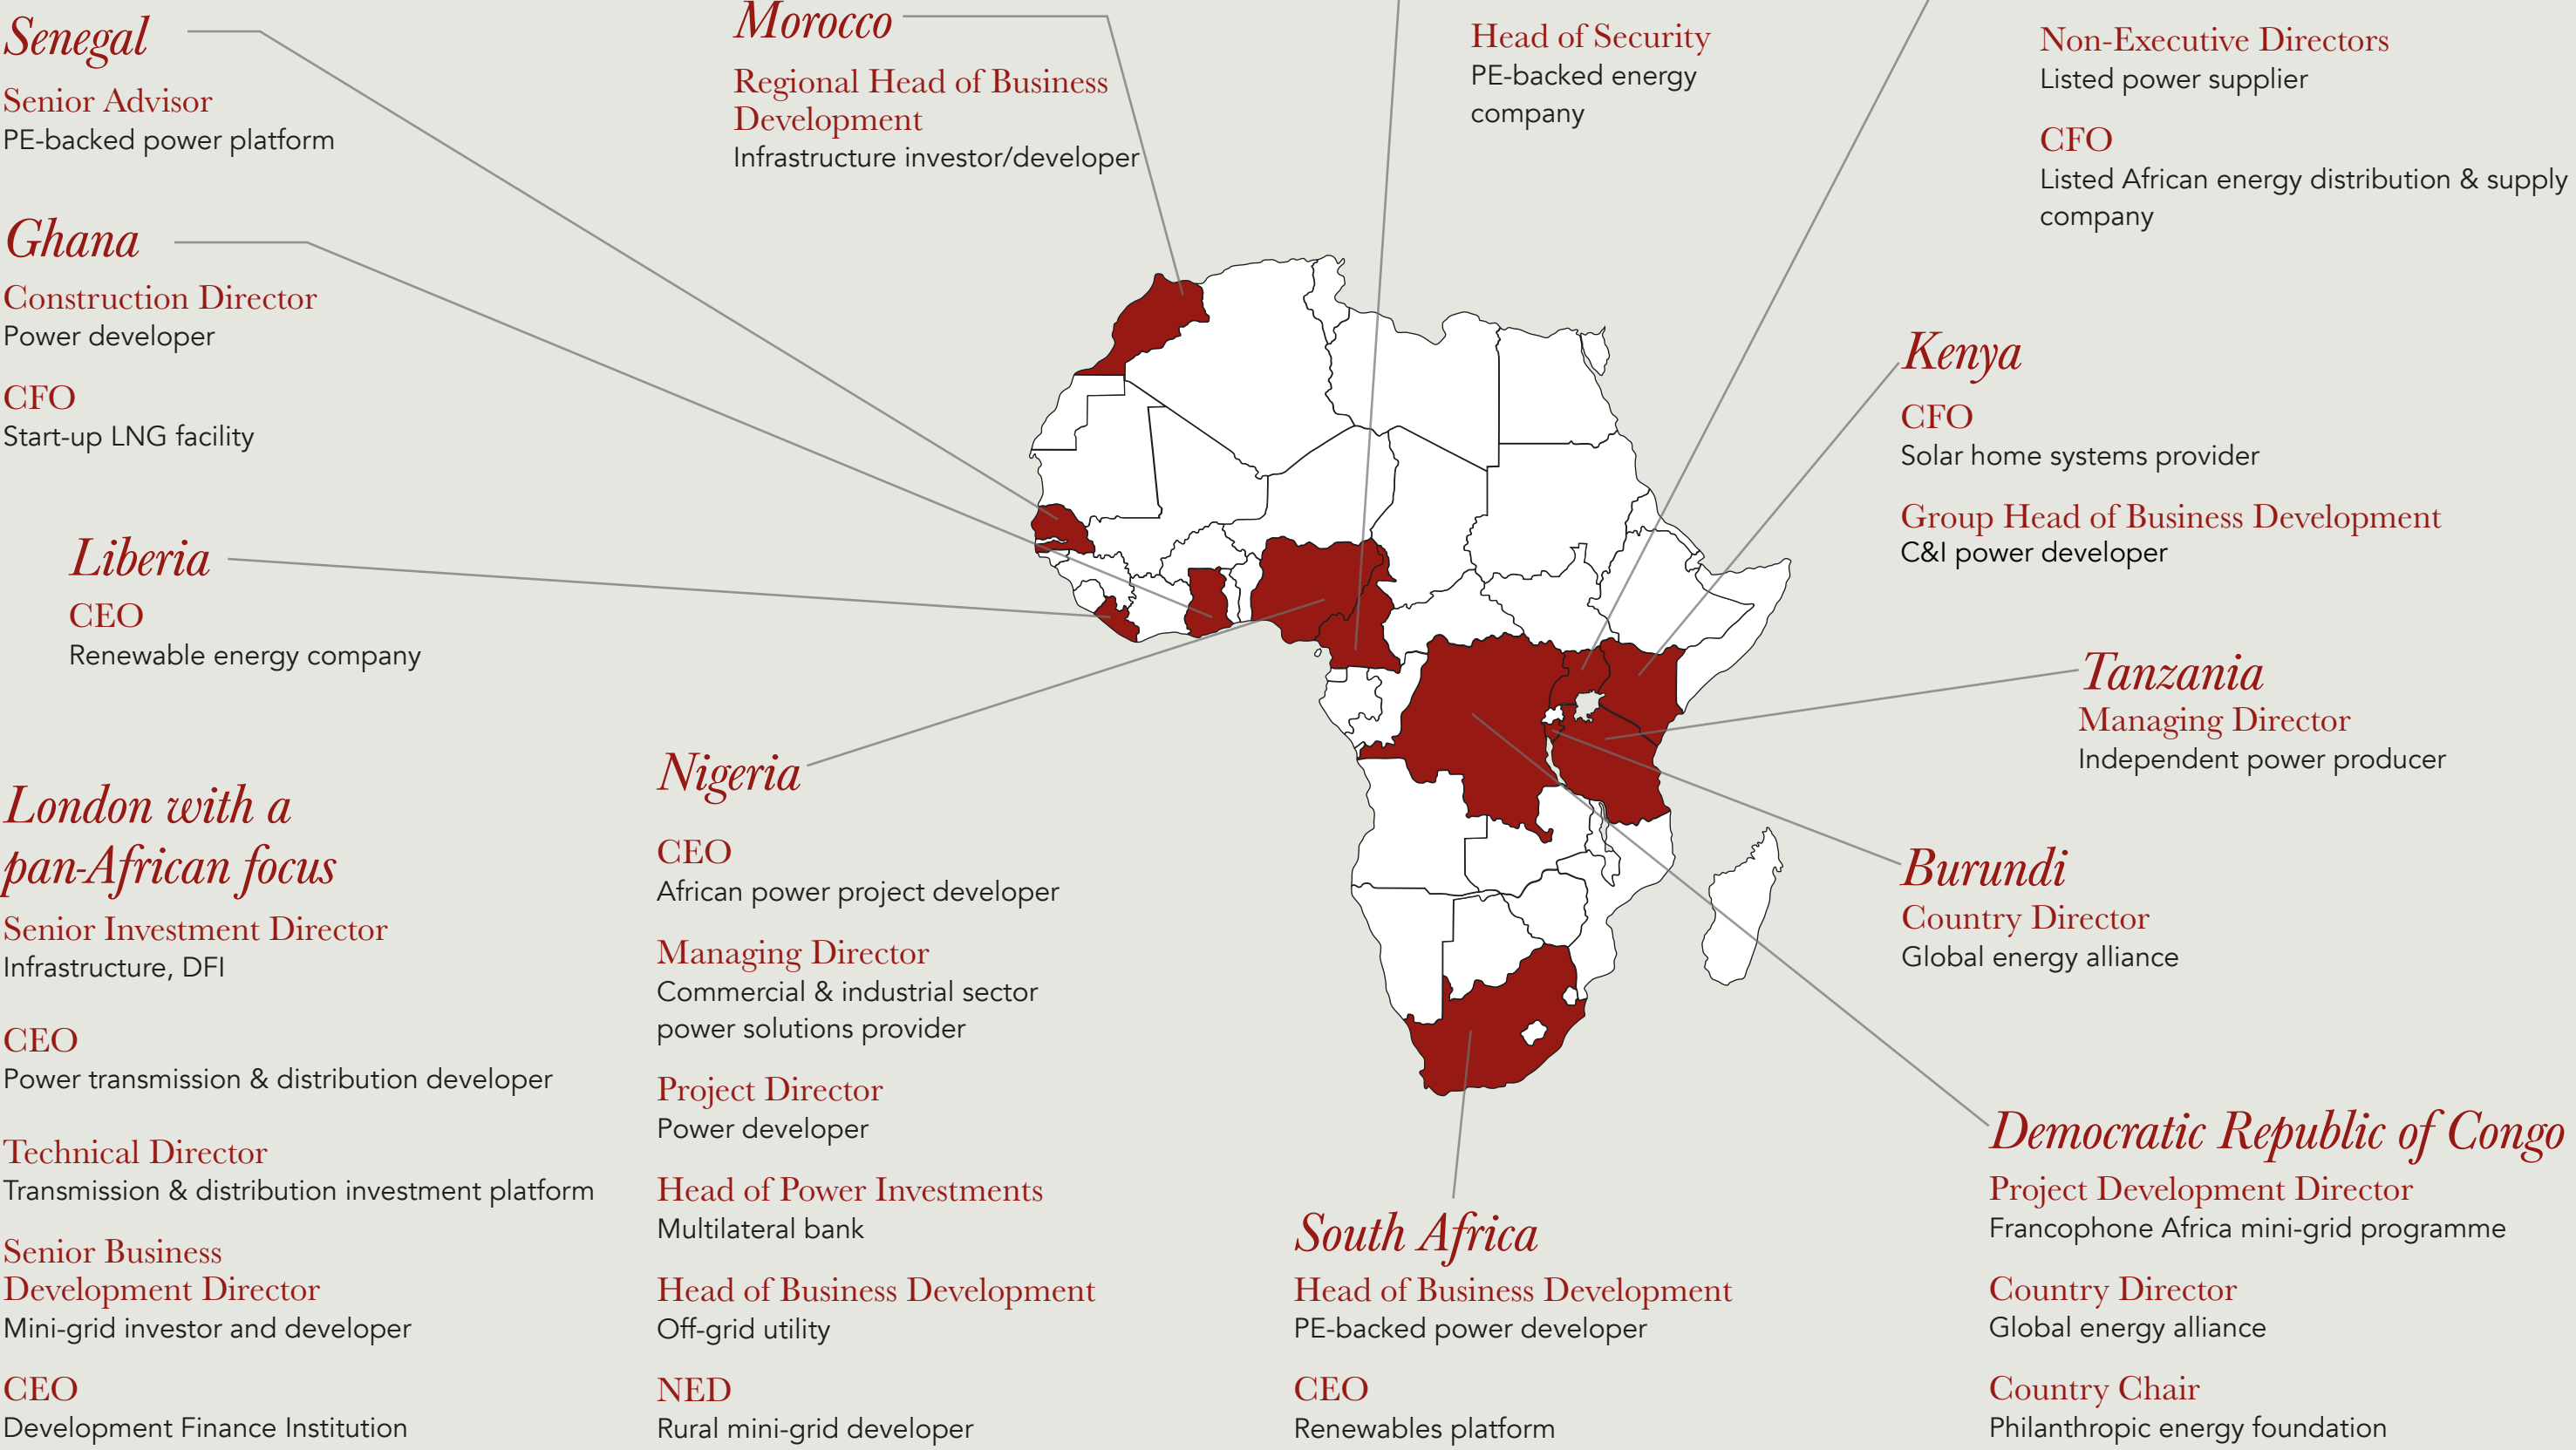 Senegal
Senior Advisor
PE-backed power platform
Ghana
Construction Director
Power developer
CFO
Start-up LNG facility
Liberia
CEO
Renewable energy company
London with a
pan-African focus
Senior Investment Director
Infrastructure, DFI
CEO
Power transmission & distribution developer
Technical Director
Transmission & distribution investment platform
Senior Business
Development Director
Mini-grid investor and developer
CEO
Development Finance Institution
Morocco
Regional Head of Business
Development
Infrastructure investor/developer
Nigeria
CEO
African power project developer
Managing Director
Commercial & industrial sector
power solutions provider
Project Director
Power developer
Head of Power Investments
Multilateral bank
Head of Business Development
Off-grid utility
NED
Rural mini-grid developer
Head of Security
PE-backed energy
company
South Africa
Head of Business Development
PE-backed power developer
CEO
Renewables platform
Non-Executive Directors
Listed power supplier
CFO
Listed African energy distribution & supply
company
Kenya
CFO
Solar home systems provider
Group Head of Business Development
C&I power developer
Tanzania
Managing Director
Independent power producer
Burundi
Country Director
Global energy alliance
Democratic Republic of Congo
Project Development Director
Francophone Africa mini-grid programme
Country Director
Global energy alliance
Country Chair
Philanthropic energy foundation